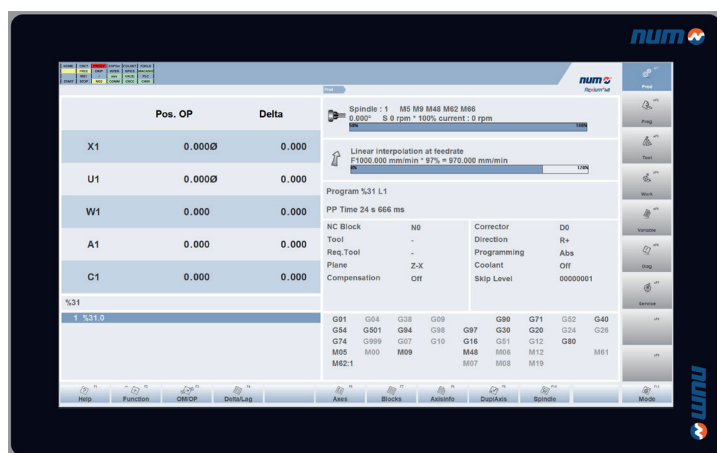 num
num
flexium+
Prod
Pos. OP Delta
X1 0.000Ø 0.000
U1 0.000Ø 0.000
W1 0.000 0.000
A1 0.000 0.000
C1 0.000 0.000
%31
1 %31.0
Spindle : 1 M5 M9 M48 M62 M66
0.000° S 0 rpm * 100% current : 0 rpm
50% 100%
Linear interpolation at feedrate
F1000.000 mm/min * 97% = 970.000 mm/min
0% 120%
Program %31 L1
PP Time 24 s 666 ms
NC Block N0 Corrector D0
Tool - Direction R+
Req.Tool - Programming Abs
Plane Z-X Coolant Off
Compensation Off Skip Level 00000001
G01 G04 G38 G09 G90 G71 G52 G40
G54 G501 G94 G98 G97 G30 G20 G24 G26
G74 G999 G07 G10 G16 G51 G12 G80
M05 M00 M09 M48 M06 M12 M61
M62:1 M07 M08 M19
Prod
Prog
Tool
Work
Variable
Diag
Service
Help Function OM/OP Delta/Lag Axes Blocks AxisInfo DuplAxis Spindle Mode
num